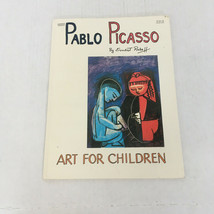 PABLO PICASSO
By Ernest Raboff
ART FOR CHILDREN